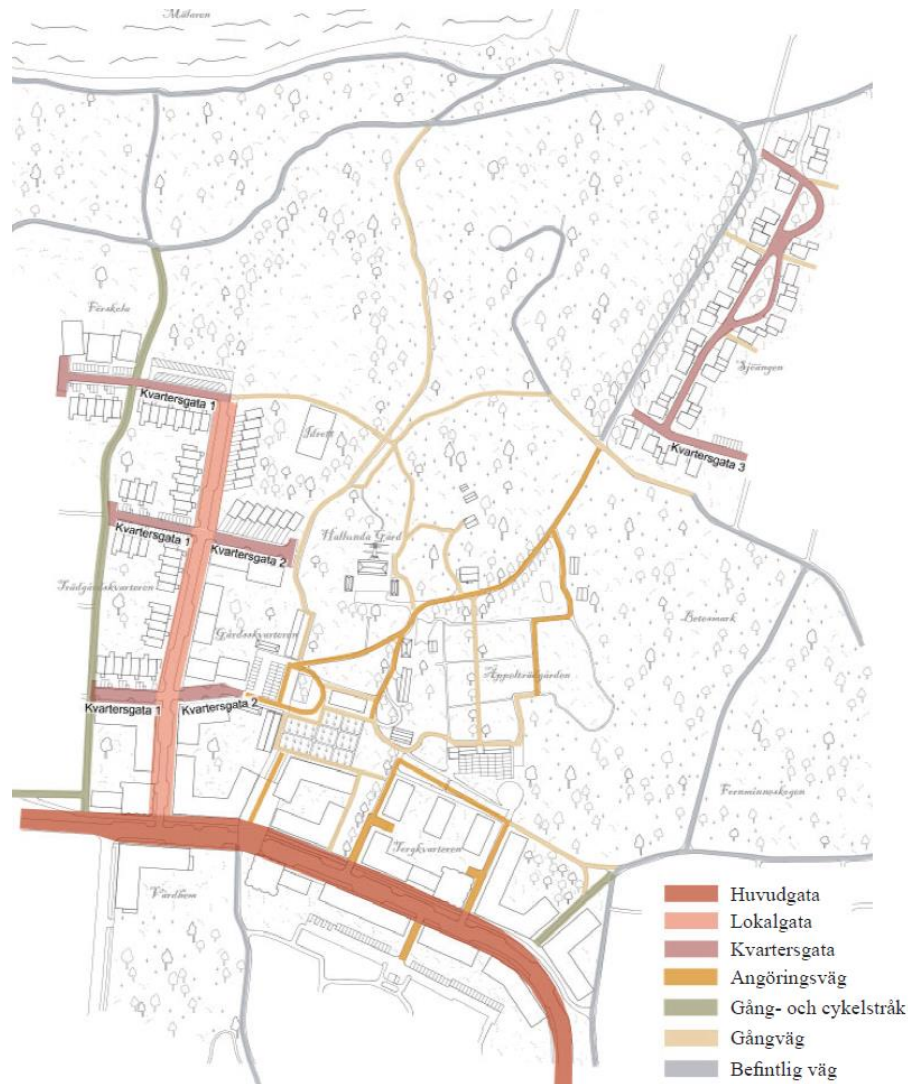 Mälaren
Förskola
Kvartersgata 1
Idrott
Sjöängen
Kvartersgata 3
Kvartersgata 1
Kvartersgata 2
Hallunda Gård
Trädgårdskvarteren
Gårdskvarteren
Betesmark
Äppelträdgården
Kvartersgata 1
Kvartersgata 2
Fornminnesskogen
Torgkvarteren
Vårdhem
Huvudgata
Lokalgata
Kvartersgata
Angöringsväg
Gång- och cykelstråk
Gångväg
Befintlig väg